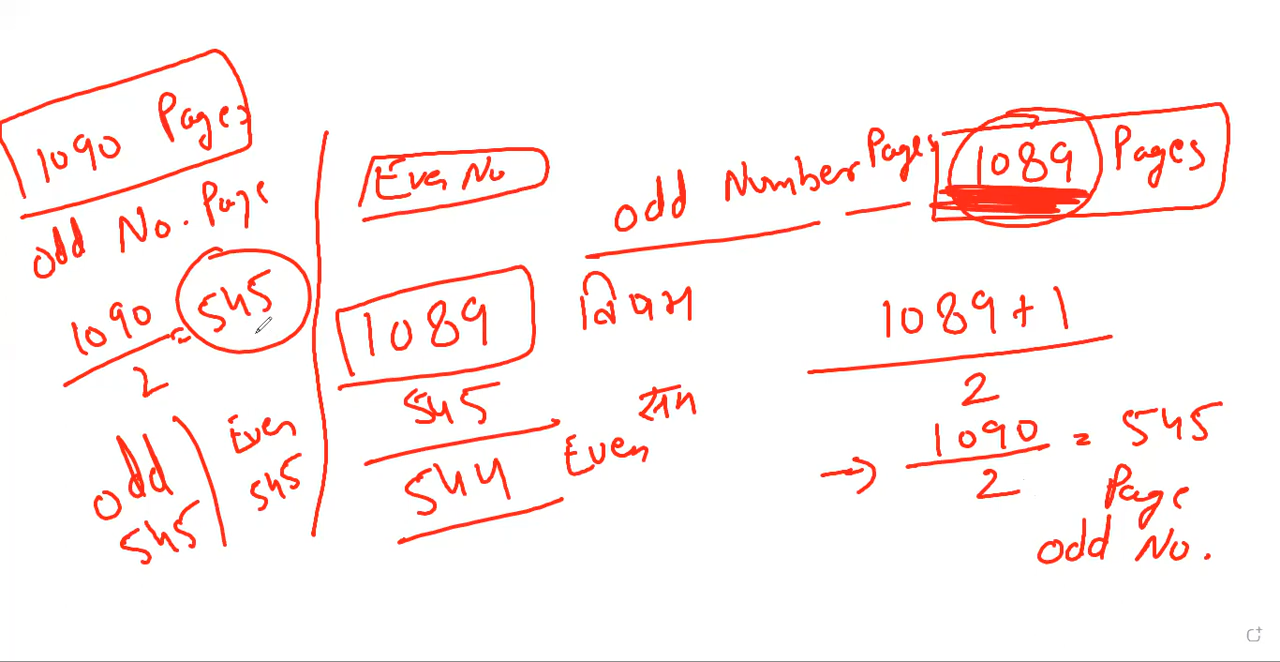 1090 Pages
odd No. Page
1090 = 545
2
odd Even
545 545
Even No
1089
545
544 Even
विषम
सम
odd Number Pages 1089 Pages
1089 + 1
2
→ 1090 = 545
2
Page
odd No.